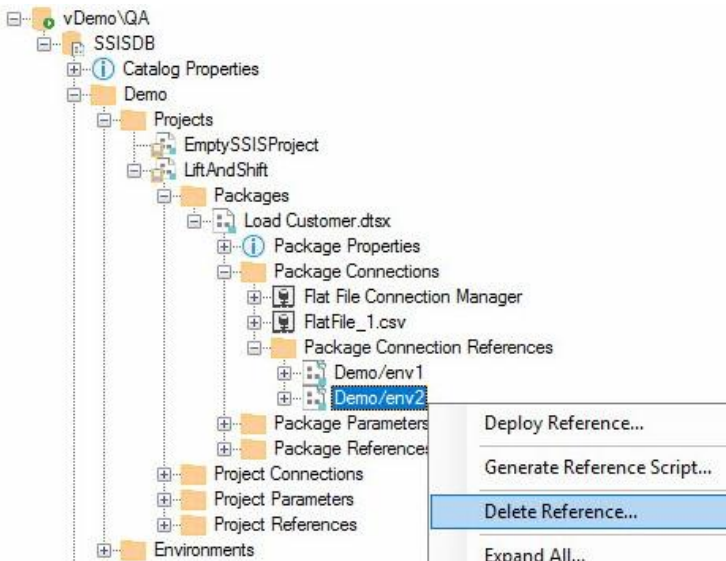 vDemo\QA
SSISDB
Catalog Properties
Demo
Projects
EmptySSISProject
LiftAndShift
Packages
Load Customer.dtsx
Package Properties
Package Connections
Flat File Connection Manager
FlatFile_1.csv
Package Connection References
Demo/env1
Demo/env2
Package Parameters
Deploy Reference...
Package References
Generate Reference Script...
Project Connections
Project Parameters
Delete Reference...
Project References
Environments
Expand All...